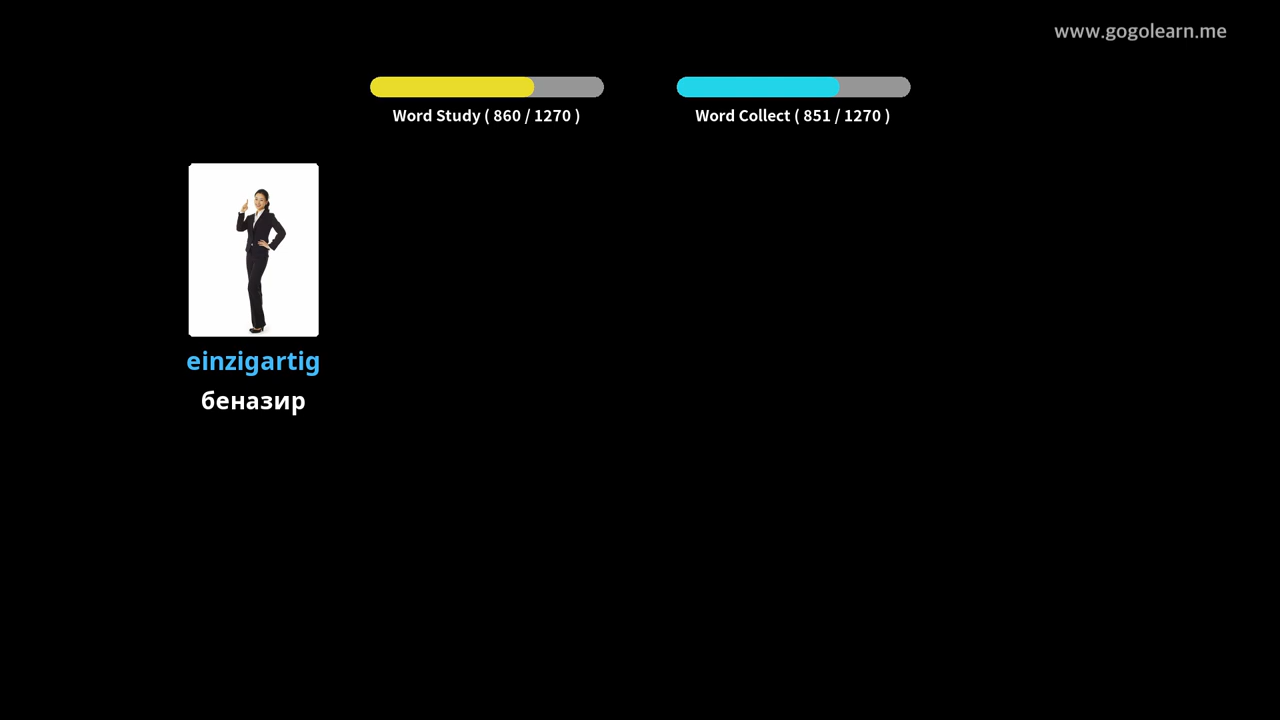 www.gogolearn.me
Word Study ( 860 / 1270 )
Word Collect ( 851 / 1270 )
einzigartig
беназир